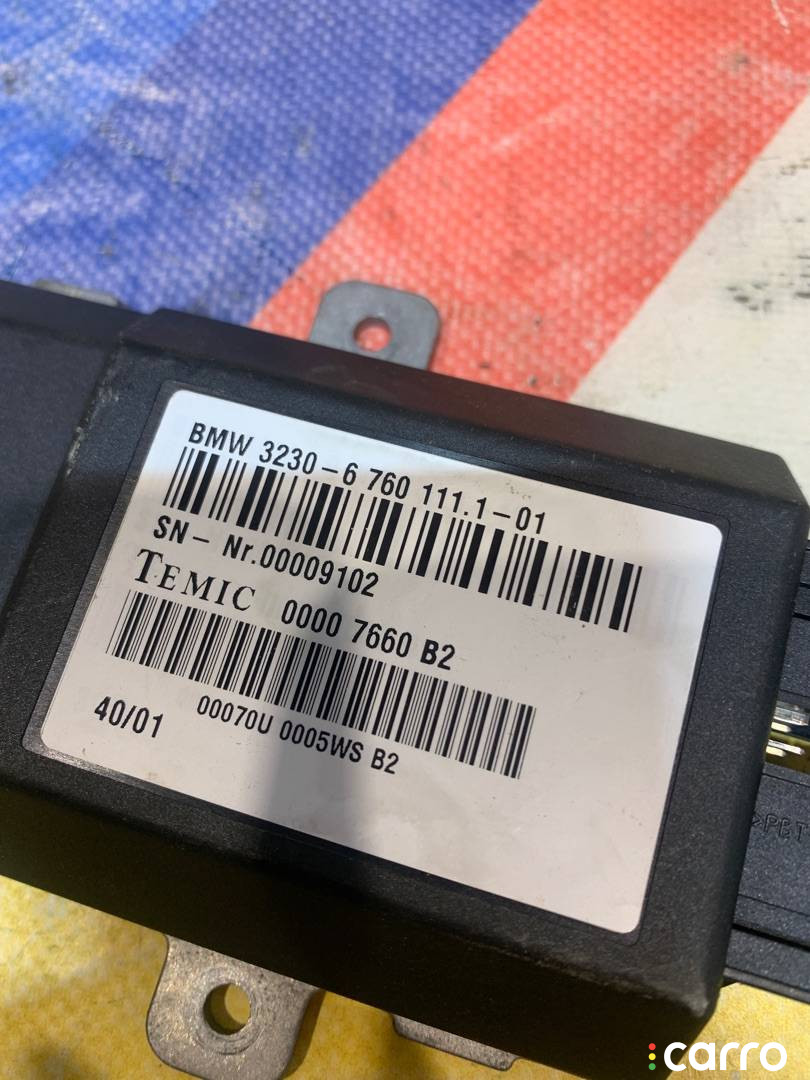 BMW 3230-6 760 111.1-01
SN- Nr.00009102
TEMIC 0000 7660 B2
00070U 0005WS B2
40/01
>PBT
carro